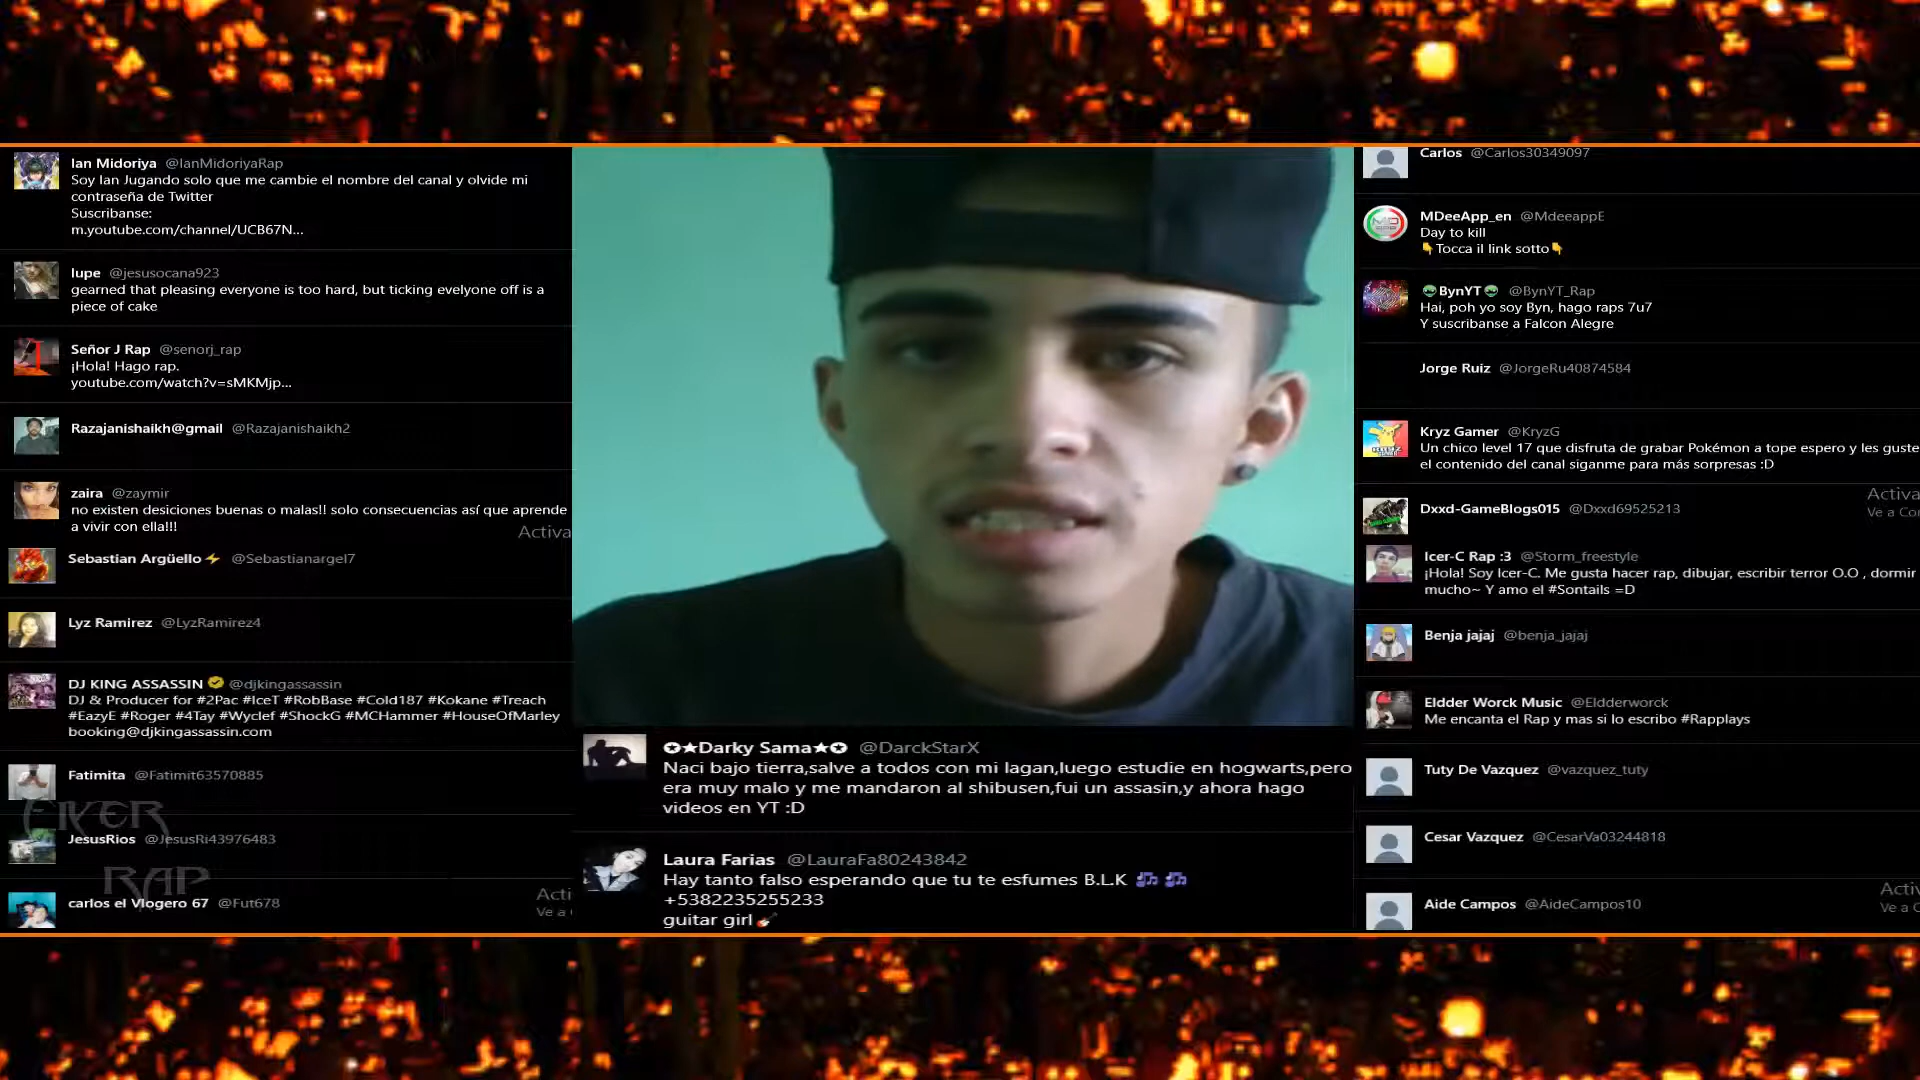 Ian Midoriya @IanMidoriyaRap
Soy Ian Jugando solo que me cambie el nombre del canal y olvide mi
contraseña de Twitter
Suscribanse:
m.youtube.com/channel/UCB67N...
lupe @jesusocana923
gearned that pleasing everyone is too hard, but ticking evelyone off is a
piece of cake
Señor J Rap @senorj_rap
¡Hola! Hago rap.
youtube.com/watch?v=sMKMjp...
Razajanishaikh@gmail @Razajanishaikh2
zaira @zaymir
no existen desiciones buenas o malas!! solo consecuencias así que aprende
a vivir con ella!!!
Activa
Sebastian Argüello⚡ @Sebastianargel7
Lyz Ramirez @LyzRamirez4
DJ KING ASSASSIN @djkingassassin
DJ & Producer for #2Pac #IceT #RobBase #Cold187 #Kokane #Treach
#EazyE #Roger #4Tay #Wyclef #ShockG #MCHammer #HouseOfMarley
booking@djkingassassin.com
Fatimita @Fatimit63570885
EIKER
JesusRios @JesusRi43976483
RAP
carlos el Vlogero 67 @Fut678
Acti
Ve a
✪★Darky Sama★✪ @DarckStarX
Naci bajo tierra,salve a todos con mi lagan,luego estudie en hogwarts,pero
era muy malo y me mandaron al shibusen,fui un assasin,y ahora hago
videos en YT :D
Laura Farias @LauraFa80243842
Hay tanto falso esperando que tu te esfumes B.L.K 🎶 🎶
+5382235255233
guitar girl🎸
Carlos @Carlos30349097
MDeeApp_en @MdeeappE
Day to kill
👇Tocca il link sotto👇
👽BynYT👽 @BynYT_Rap
Hai, poh yo soy Byn, hago raps 7u7
Y suscribanse a Falcon Alegre
Jorge Ruiz @JorgeRu40874584
Kryz Gamer @KryzG
Un chico level 17 que disfruta de grabar Pokémon a tope espero y les guste
el contenido del canal siganme para más sorpresas :D
Activa
Ve a Co
Dxxd-GameBlogs015 @Dxxd69525213
Icer-C Rap :3 @Storm_freestyle
¡Hola! Soy Icer-C. Me gusta hacer rap, dibujar, escribir terror O.O , dormir
mucho~ Y amo el #Sontails =D
Benja jajaj @benja_jajaj
Eldder Worck Music @Eldderworck
Me encanta el Rap y mas si lo escribo #Rapplays
Tuty De Vazquez @vazquez_tuty
Cesar Vazquez @CesarVa03244818
Aide Campos @AideCampos10
Activ
Ve a C